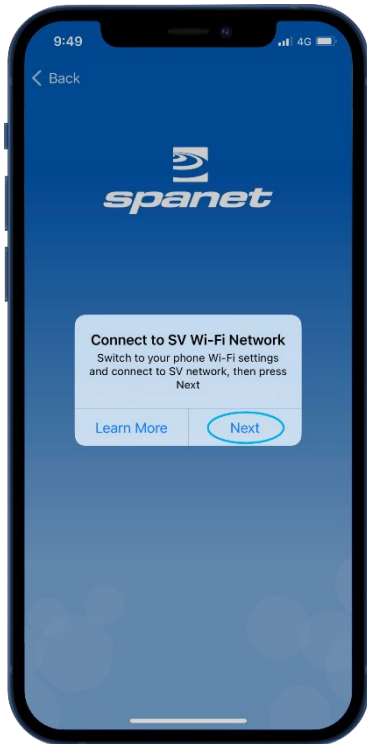 9:49
4G
Back
spanet
Connect to SV Wi-Fi Network
Switch to your phone Wi-Fi settings
and connect to SV network, then press
Next
Learn More
Next